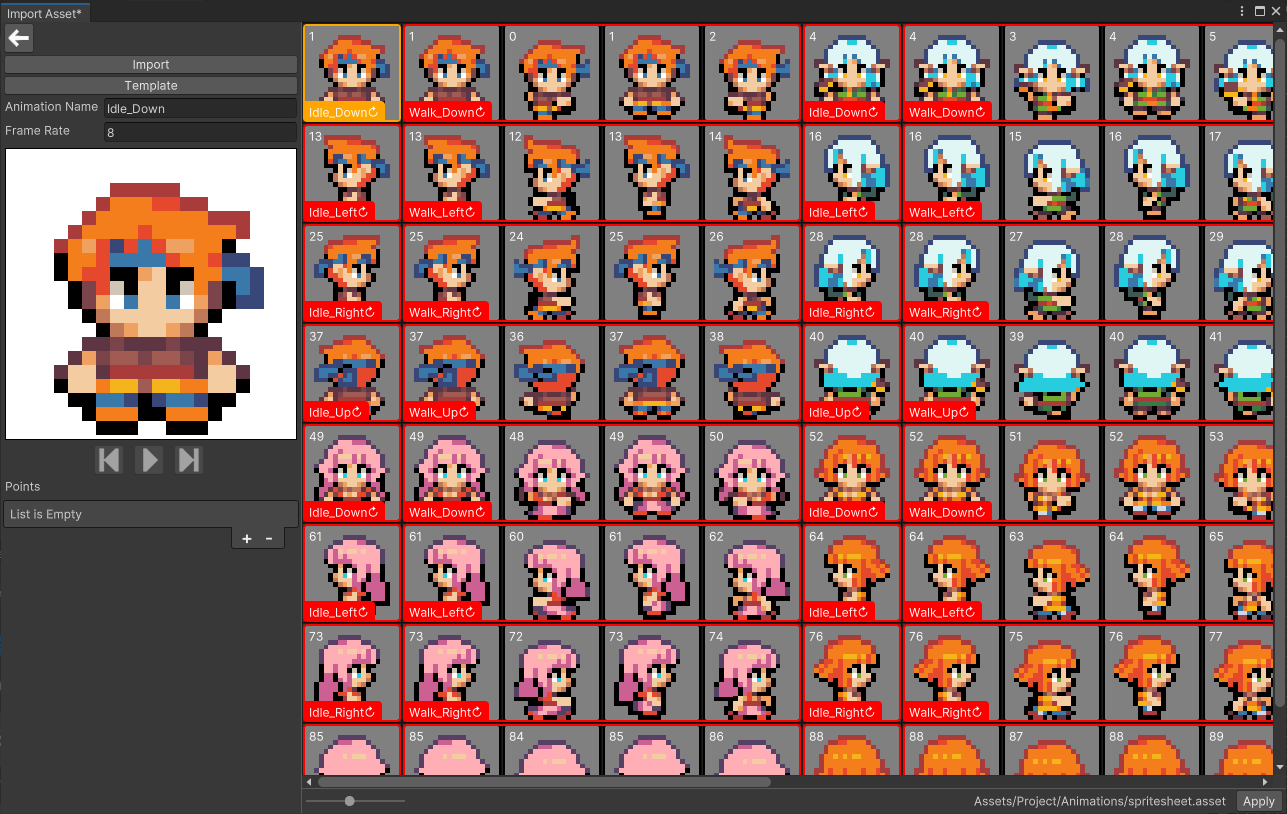 Import Asset*
Import
Template
Animation Name Idle_Down
Frame Rate 8
Points
List is Empty
+ -
1 1 0 1 2 4 4 3 4 5
Idle_Down Walk_Down Idle_Down Walk_Down
13 13 12 13 14 16 16 15 16 17
Idle_Left Walk_Left Idle_Left Walk_Left
25 25 24 25 26 28 28 27 28 29
Idle_Right Walk_Right Idle_Right Walk_Right
37 37 36 37 38 40 40 39 40 41
Idle_Up Walk_Up Idle_Up Walk_Up
49 49 48 49 50 52 52 51 52 53
Idle_Down Walk_Down Idle_Down Walk_Down
61 61 60 61 62 64 64 63 64 65
Idle_Left Walk_Left Idle_Left Walk_Left
73 73 72 73 74 76 76 75 76 77
Idle_Right Walk_Right Idle_Right Walk_Right
85 85 84 85 86 88 88 87 88 89
Assets/Project/Animations/spritesheet.asset Apply